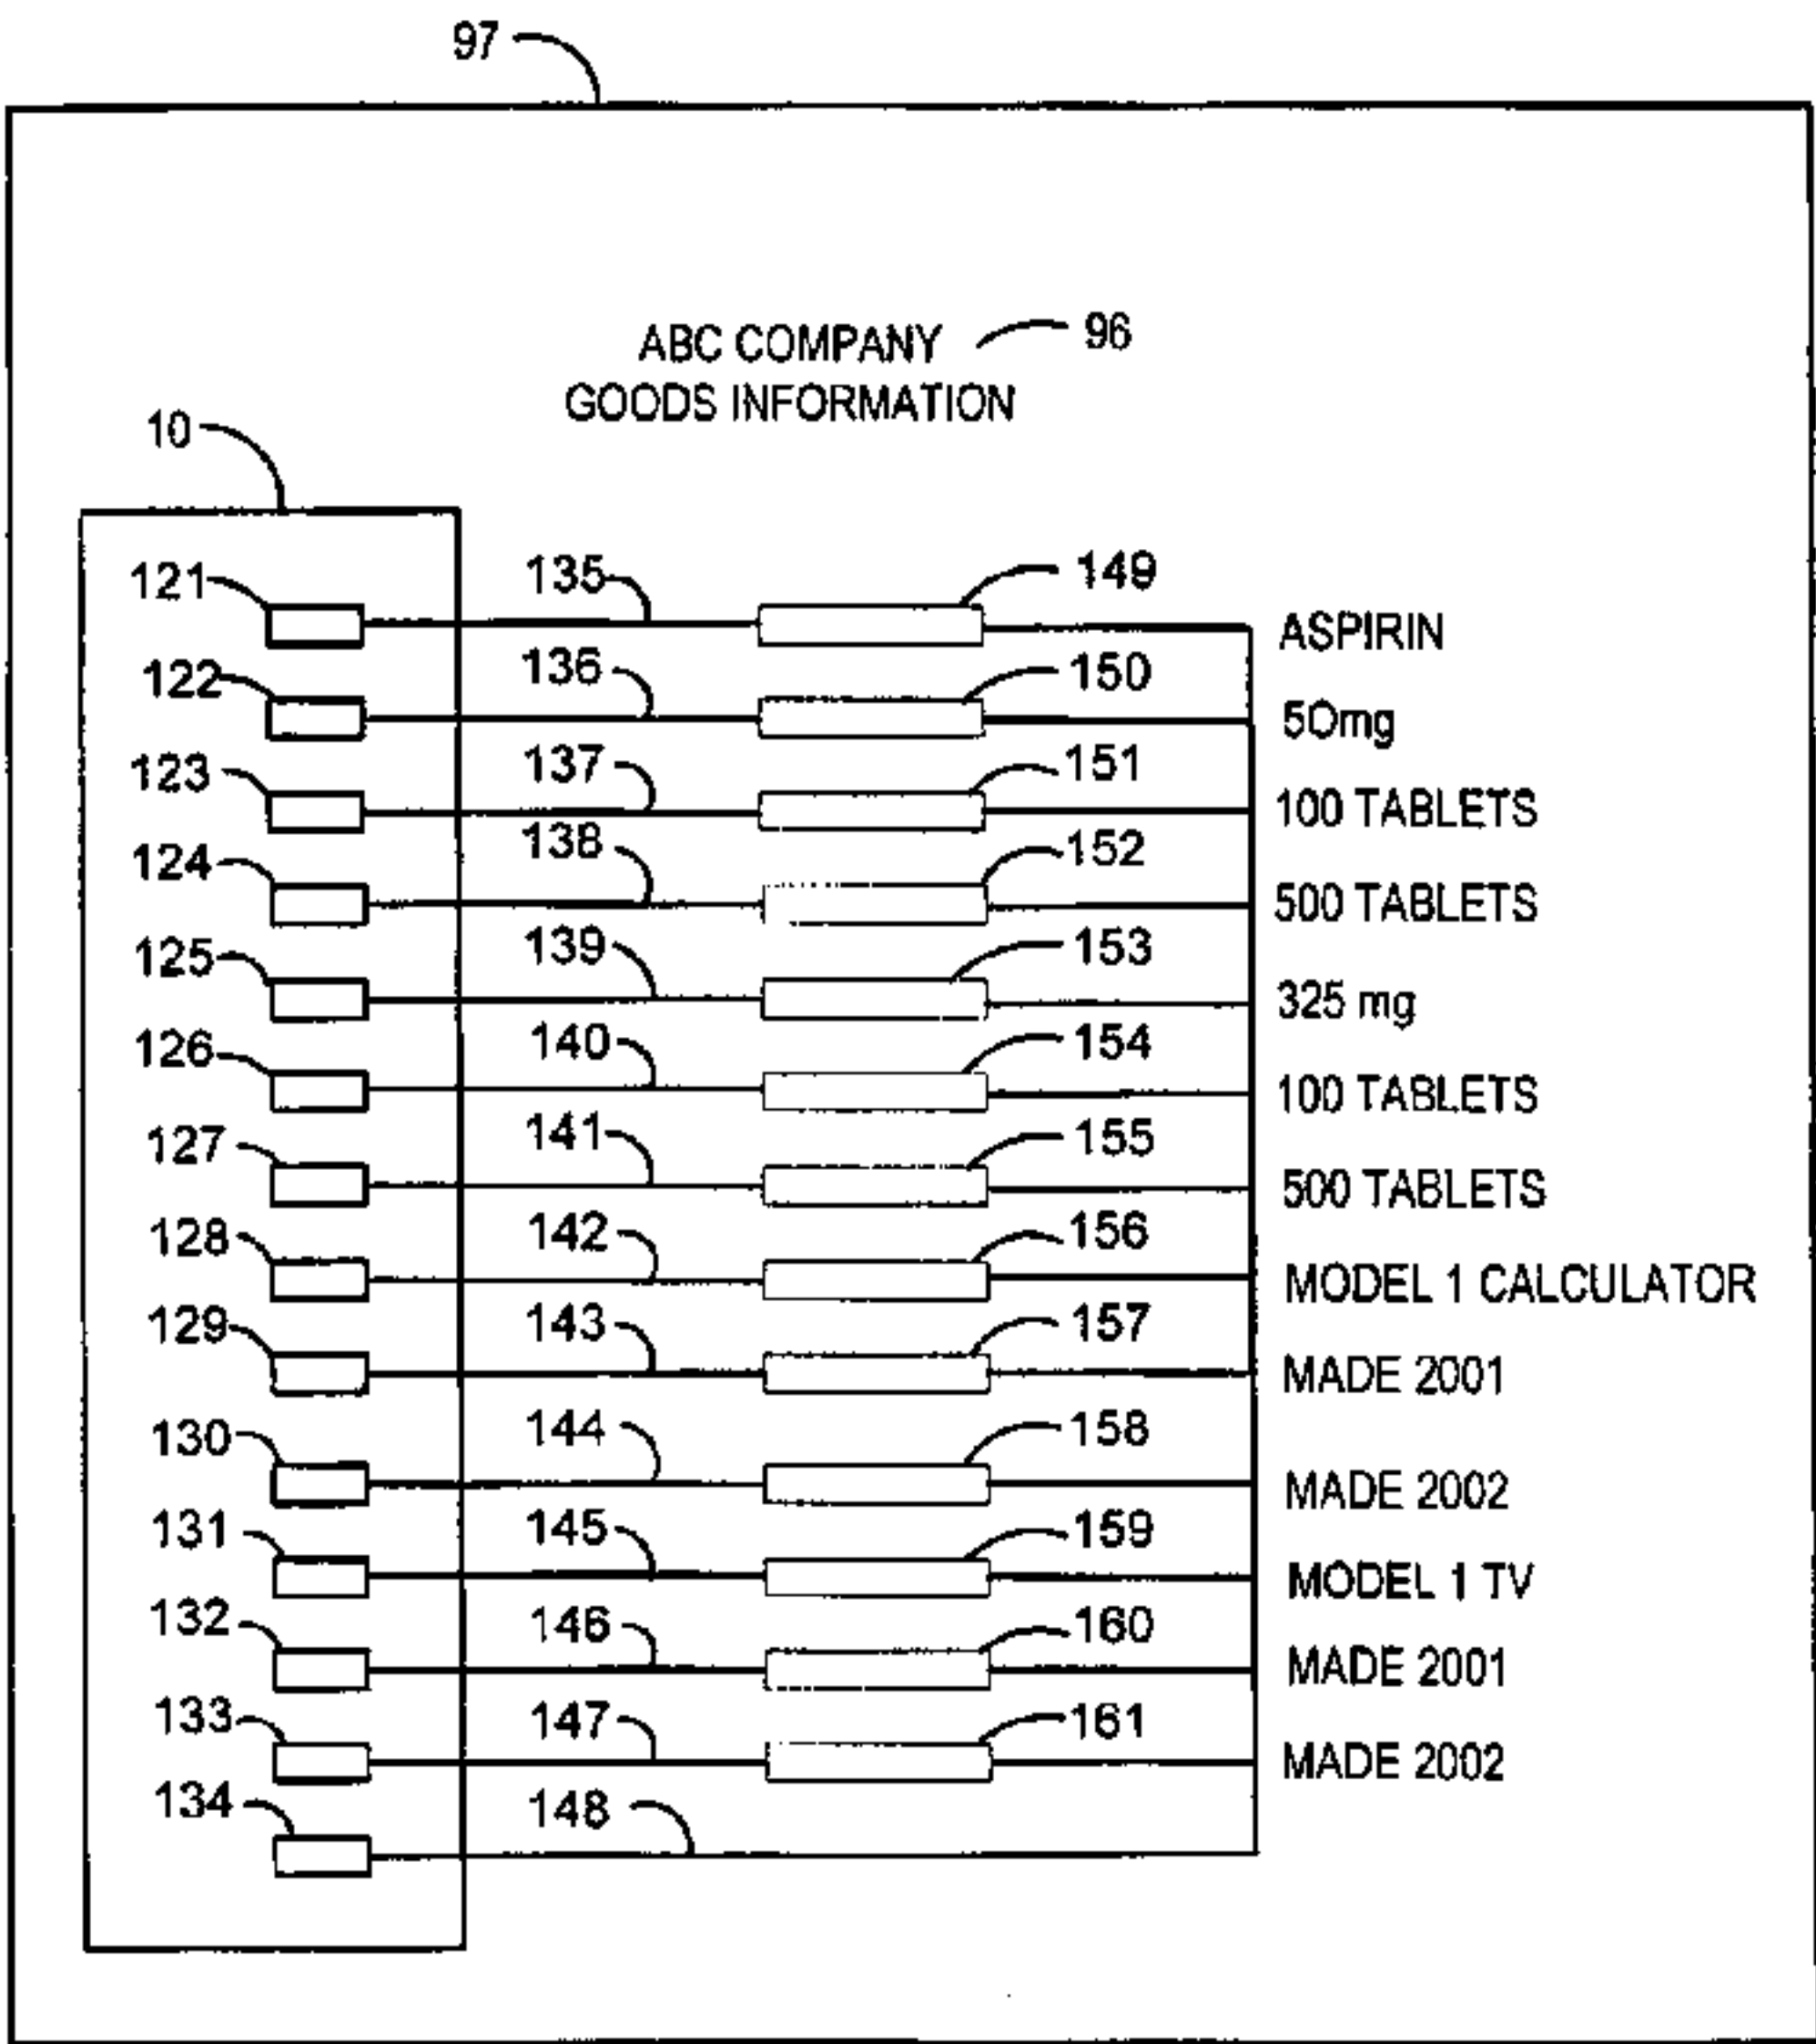 97
ABC COMPANY 96
GOODS INFORMATION
10
121 135 149 ASPIRIN
122 136 150 50mg
123 137 151 100 TABLETS
124 138 152 500 TABLETS
125 139 153 325 mg
126 140 154 100 TABLETS
127 141 155 500 TABLETS
128 142 156 MODEL 1 CALCULATOR
129 143 157 MADE 2001
130 144 158 MADE 2002
131 145 159 MODEL 1 TV
132 146 160 MADE 2001
133 147 161 MADE 2002
134 148